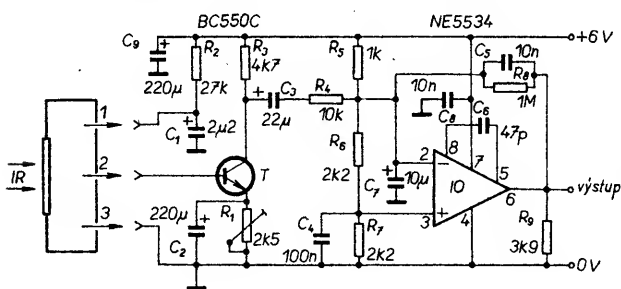 BC550C
NE5534
+6V
C9
220µ
R2
27k
R3
4k7
R5
1k
C5
10n
R8
1M
10n
C3
22µ
R4
10k
C8
C6
47p
1
C1
2µ2
R6
2k2
2
T
C7
10µ
8
7
5
2
IO
6
výstup
IR
3
220µ
C2
R1
2k5
C4
100n
R7
2k2
3
4
R9
3k9
0V